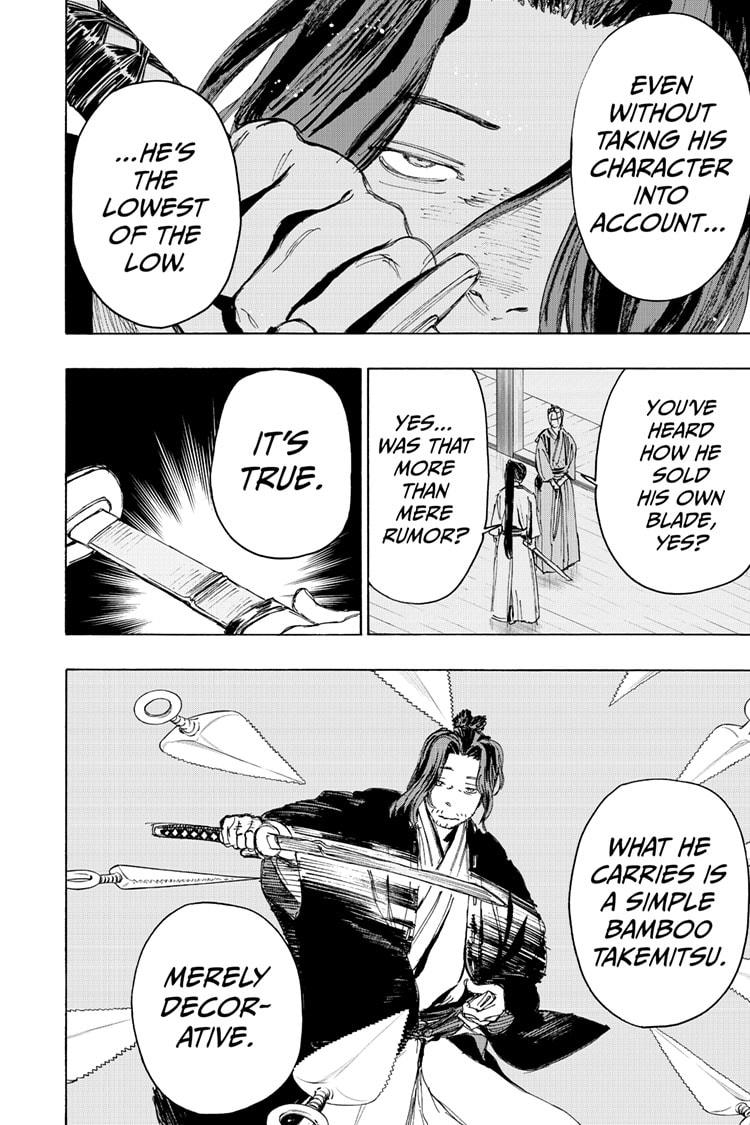 EVEN
WITHOUT
TAKING HIS
CHARACTER
INTO
ACCOUNT...
...HE'S
THE
LOWEST
OF THE
LOW.
YOU'VE
HEARD
HOW HE
SOLD
HIS OWN
BLADE,
YES?
YES...
WAS THAT
MORE
THAN
MERE
RUMOR?
IT'S
TRUE.
WHAT HE
CARRIES IS
A SIMPLE
BAMBOO
TAKEMITSU.
MERELY
DECOR-
ATIVE.